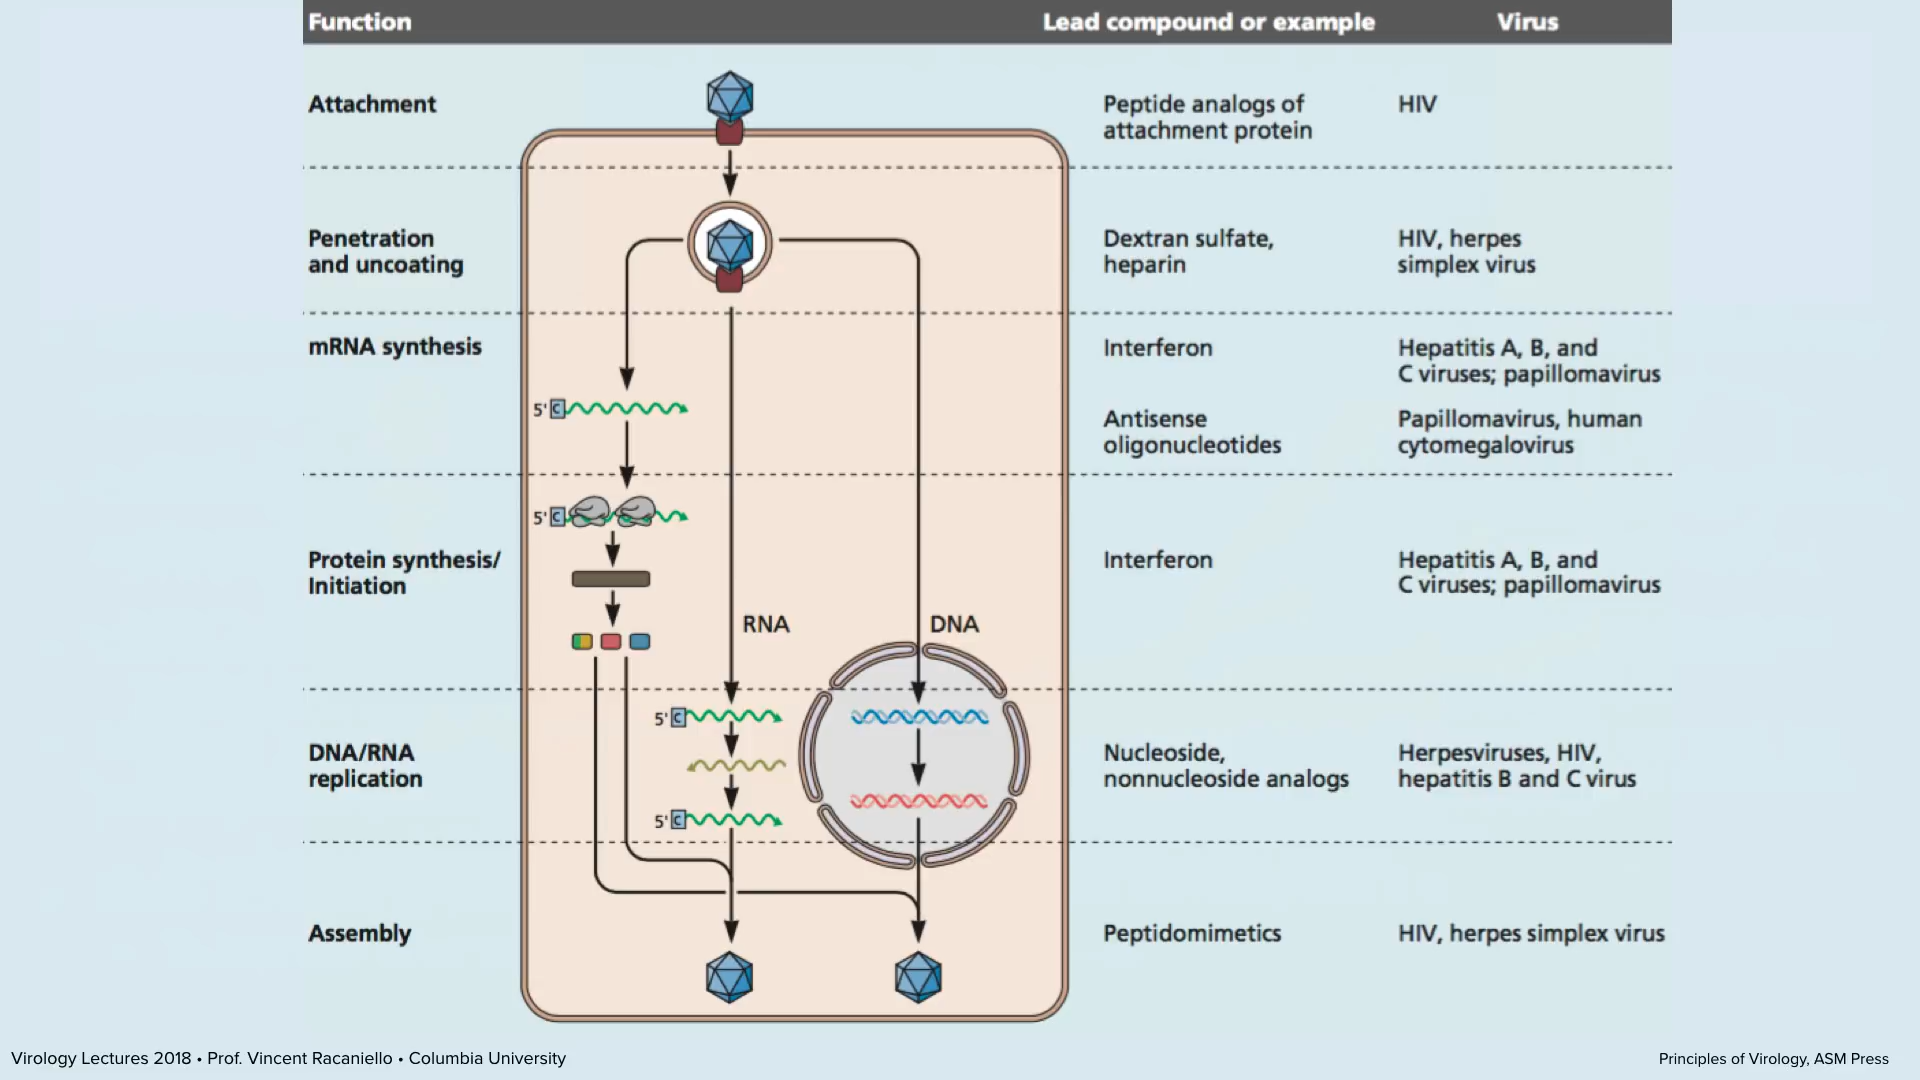 Function Lead compound or example Virus
Attachment
Peptide analogs of
attachment protein
HIV
Penetration
and uncoating
Dextran sulfate,
heparin
HIV, herpes
simplex virus
mRNA synthesis
Interferon
Hepatitis A, B, and
C viruses; papillomavirus
5' C
Antisense
oligonucleotides
Papillomavirus, human
cytomegalovirus
5' C
Protein synthesis/
Initiation
Interferon
Hepatitis A, B, and
C viruses; papillomavirus
RNA
DNA
5' C
DNA/RNA
replication
Nucleoside,
nonnucleoside analogs
Herpesviruses, HIV,
hepatitis B and C virus
5' C
Assembly
Peptidomimetics
HIV, herpes simplex virus
Virology Lectures 2018 • Prof. Vincent Racaniello • Columbia University
Principles of Virology, ASM Press